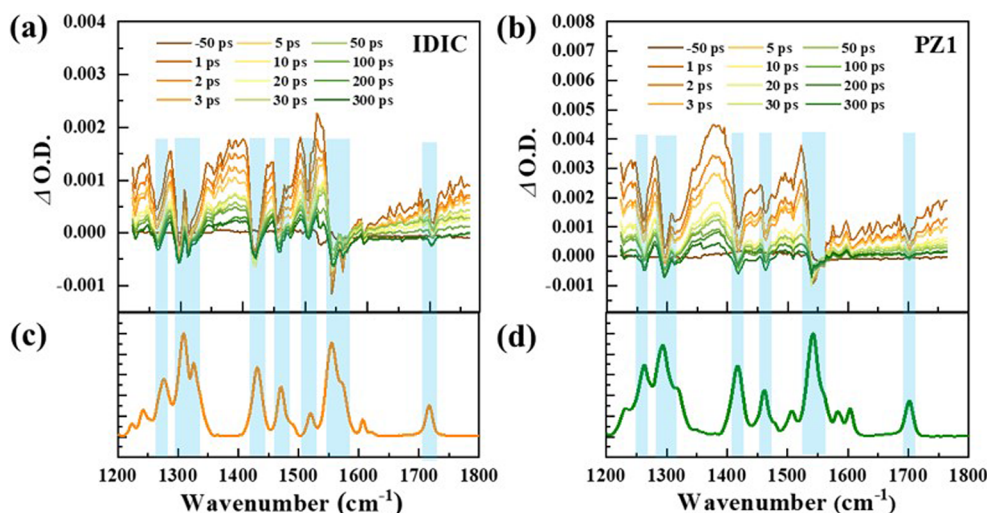 (a)
IDIC
-50 ps 5 ps 50 ps
1 ps 10 ps 100 ps
2 ps 20 ps 200 ps
3 ps 30 ps 300 ps
0.004
0.003
0.002
0.001
0.000
-0.001
Δ O.D.
(b)
PZ1
-50 ps 5 ps 50 ps
1 ps 10 ps 100 ps
2 ps 20 ps 200 ps
3 ps 30 ps 300 ps
0.008
0.007
0.006
0.005
0.004
0.003
0.002
0.001
0.000
-0.001
Δ O.D.
(c)
1200 1300 1400 1500 1600 1700 1800
Wavenumber (cm⁻¹)
(d)
1200 1300 1400 1500 1600 1700 1800
Wavenumber (cm⁻¹)